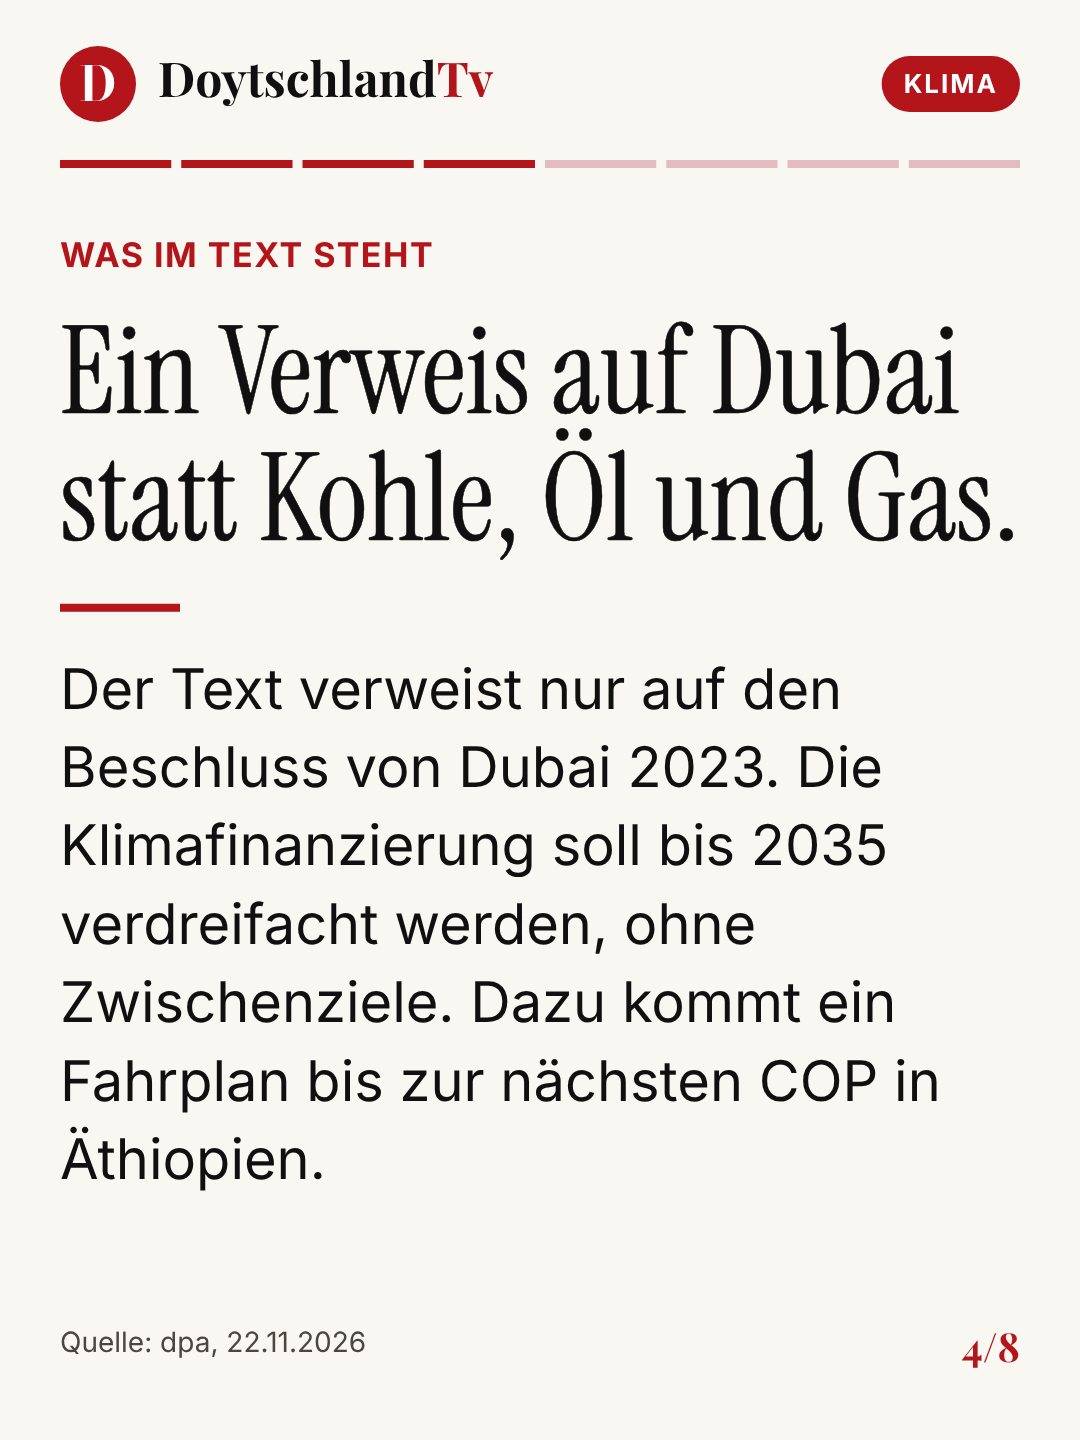 D DoytschlandTv
KLIMA
WAS IM TEXT STEHT
Ein Verweis auf Dubai
statt Kohle, Öl und Gas.
Der Text verweist nur auf den
Beschluss von Dubai 2023. Die
Klimafinanzierung soll bis 2035
verdreifacht werden, ohne
Zwischenziele. Dazu kommt ein
Fahrplan bis zur nächsten COP in
Äthiopien.
Quelle: dpa, 22.11.2026
4/8